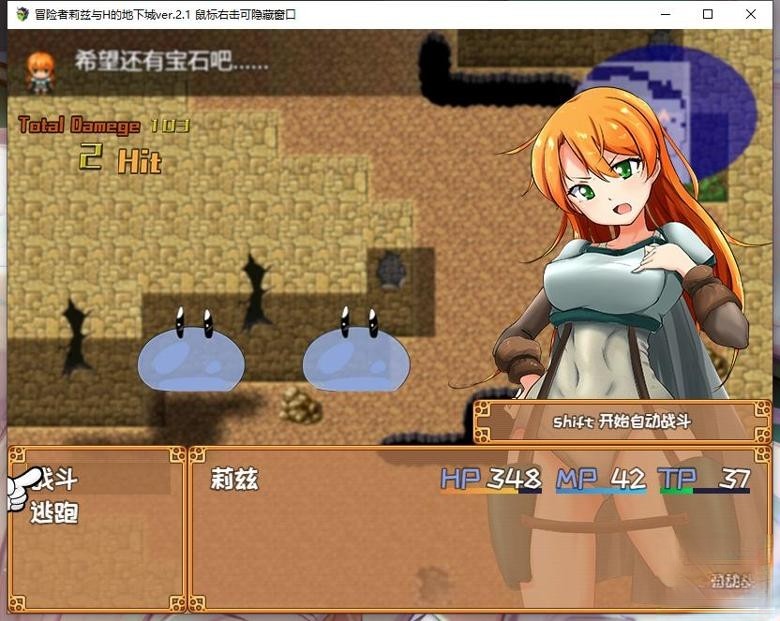 冒险者莉兹与H的地下城ver.2.1 鼠标右击可隐藏窗口
希望还有宝石吧......
Total Damege 103
2 Hit
shift 开始自动战斗
战斗
逃跑
莉兹 HP 348 MP 42 TP 37